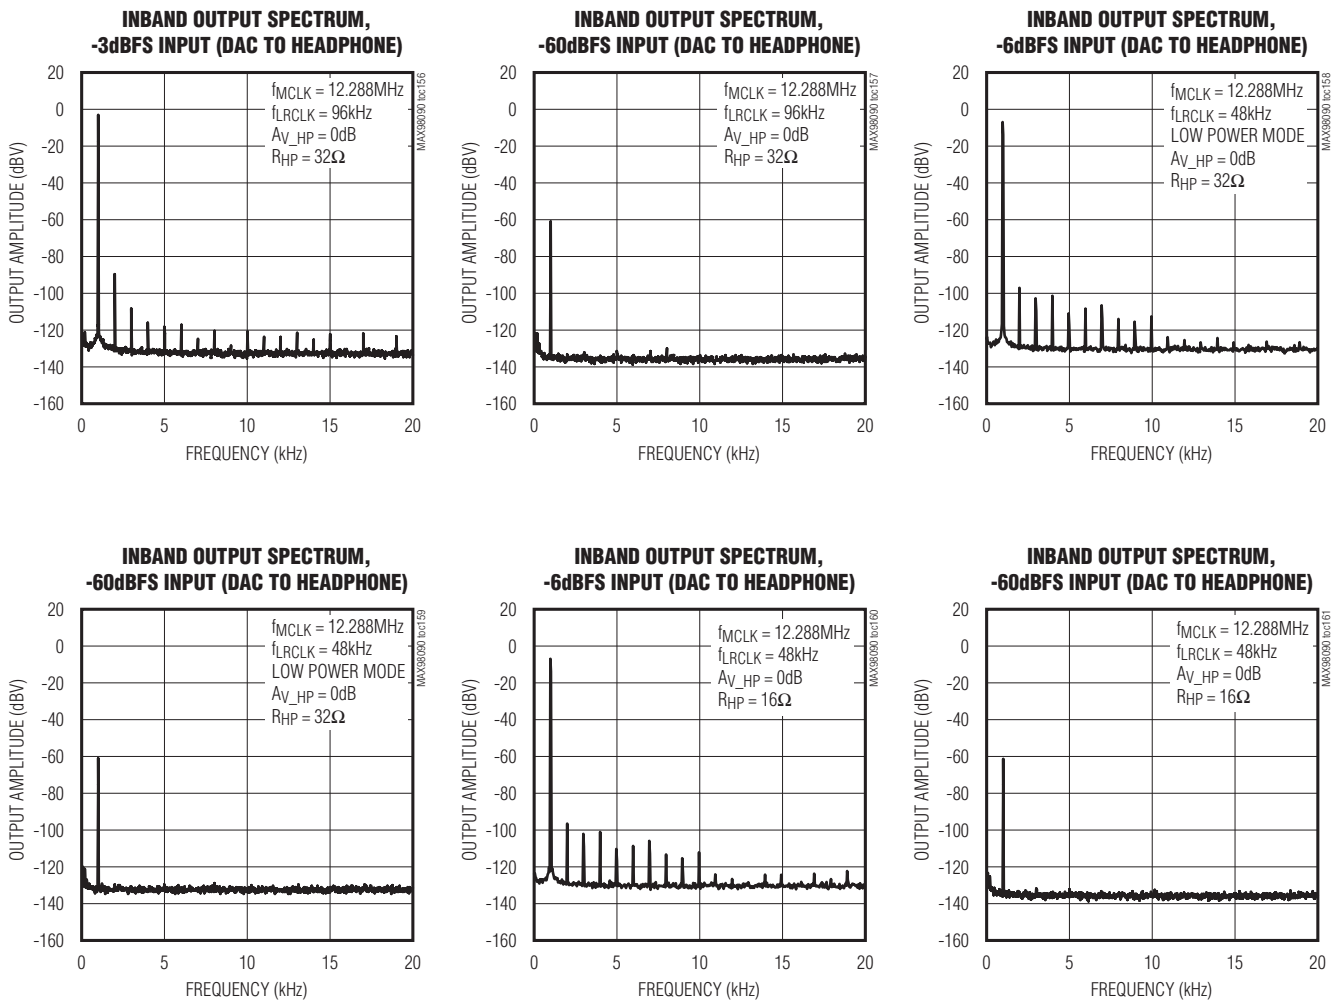 INBAND OUTPUT SPECTRUM,
-3dBFS INPUT (DAC TO HEADPHONE)
20
0
-20
-40
-60
-80
-100
-120
-140
-160
OUTPUT AMPLITUDE (dBV)
fMCLK = 12.288MHz
fLRCLK = 96kHz
AV_HP = 0dB
RHP = 32Ω
MAX98090 toc156
0 5 10 15 20
FREQUENCY (kHz)
INBAND OUTPUT SPECTRUM,
-60dBFS INPUT (DAC TO HEADPHONE)
20
0
-20
-40
-60
-80
-100
-120
-140
-160
OUTPUT AMPLITUDE (dBV)
fMCLK = 12.288MHz
fLRCLK = 96kHz
AV_HP = 0dB
RHP = 32Ω
MAX98090 toc157
0 5 10 15 20
FREQUENCY (kHz)
INBAND OUTPUT SPECTRUM,
-6dBFS INPUT (DAC TO HEADPHONE)
20
0
-20
-40
-60
-80
-100
-120
-140
-160
OUTPUT AMPLITUDE (dBV)
fMCLK = 12.288MHz
fLRCLK = 48kHz
LOW POWER MODE
AV_HP = 0dB
RHP = 32Ω
MAX98090 toc158
0 5 10 15 20
FREQUENCY (kHz)
INBAND OUTPUT SPECTRUM,
-60dBFS INPUT (DAC TO HEADPHONE)
20
0
-20
-40
-60
-80
-100
-120
-140
-160
OUTPUT AMPLITUDE (dBV)
fMCLK = 12.288MHz
fLRCLK = 48kHz
LOW POWER MODE
AV_HP = 0dB
RHP = 32Ω
MAX98090 toc159
0 5 10 15 20
FREQUENCY (kHz)
INBAND OUTPUT SPECTRUM,
-6dBFS INPUT (DAC TO HEADPHONE)
20
0
-20
-40
-60
-80
-100
-120
-140
-160
OUTPUT AMPLITUDE (dBV)
fMCLK = 12.288MHz
fLRCLK = 48kHz
AV_HP = 0dB
RHP = 16Ω
MAX98090 toc160
0 5 10 15 20
FREQUENCY (kHz)
INBAND OUTPUT SPECTRUM,
-60dBFS INPUT (DAC TO HEADPHONE)
20
0
-20
-40
-60
-80
-100
-120
-140
-160
OUTPUT AMPLITUDE (dBV)
fMCLK = 12.288MHz
fLRCLK = 48kHz
AV_HP = 0dB
RHP = 16Ω
MAX98090 toc161
0 5 10 15 20
FREQUENCY (kHz)